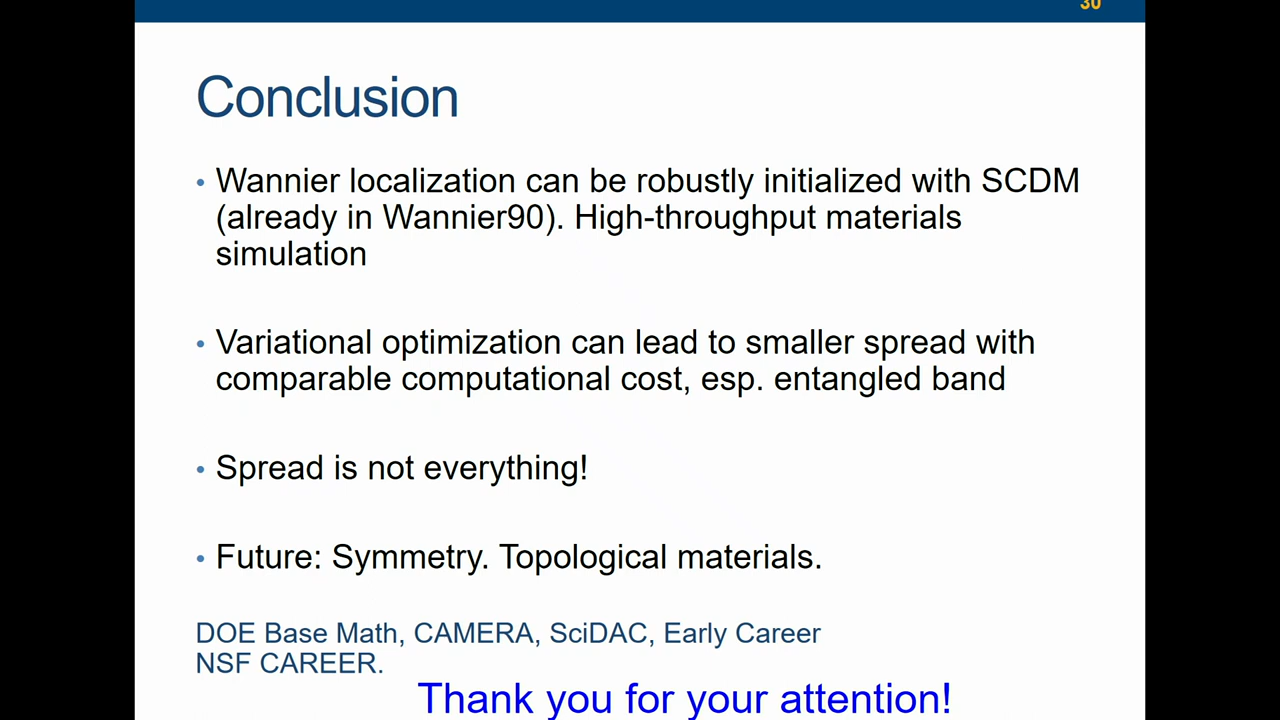 30
Conclusion
• Wannier localization can be robustly initialized with SCDM
(already in Wannier90). High-throughput materials
simulation
• Variational optimization can lead to smaller spread with
comparable computational cost, esp. entangled band
• Spread is not everything!
• Future: Symmetry. Topological materials.
DOE Base Math, CAMERA, SciDAC, Early Career
NSF CAREER.
Thank you for your attention!